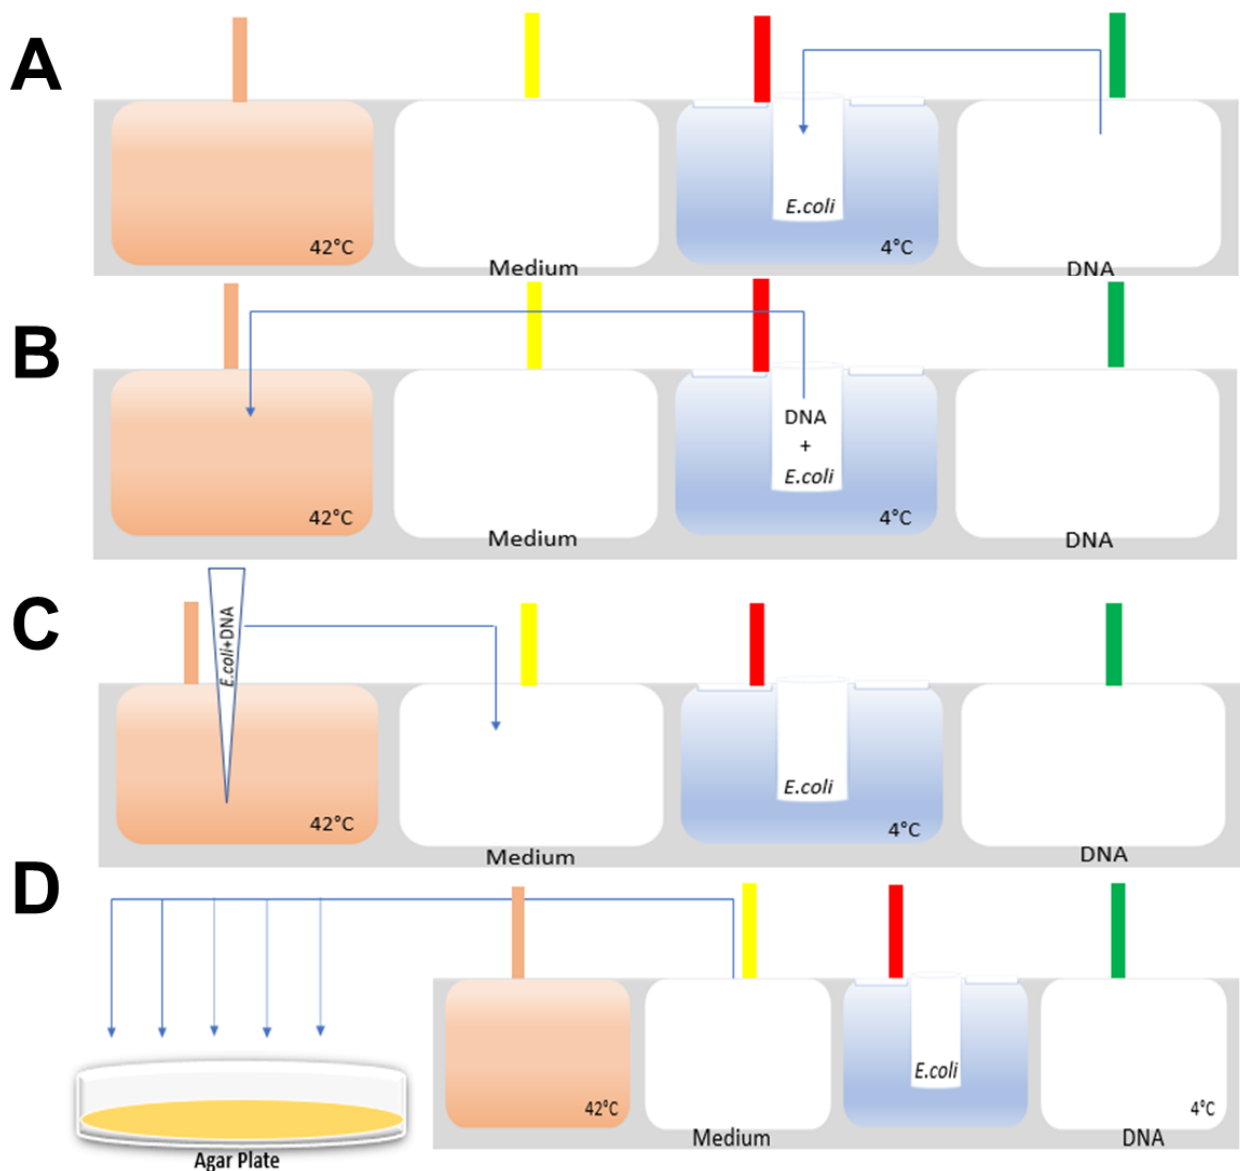 A
E.coli
42°C
4°C
Medium
DNA
B
DNA
+
E.coli
42°C
4°C
Medium
DNA
C
E.coli+DNA
E.coli
42°C
4°C
Medium
DNA
D
E.coli
42°C
4°C
Medium
DNA
Agar Plate